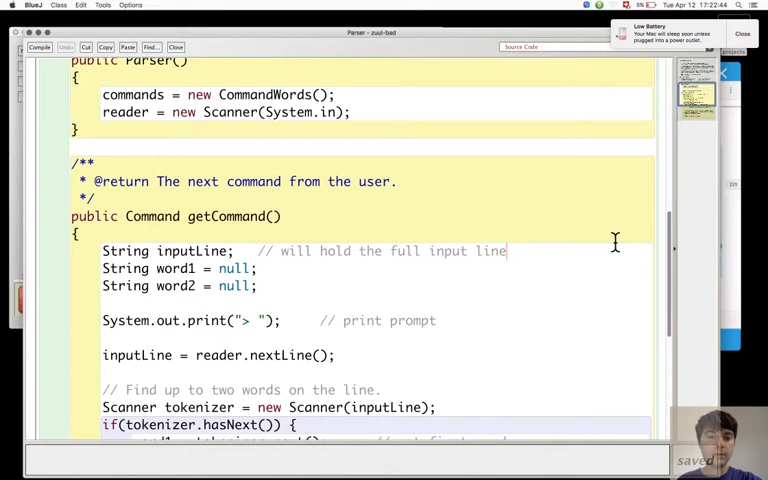 BlueJ Class Edit Tools Options
5% Tue Apr 12 17:22:44
Low Battery
Your Mac will sleep soon unless
plugged into a power outlet.
Close
Parser - zuul-bad
Compile Undo Cut Copy Paste Find... Close
Source Code
projects
public Parser()
{
commands = new CommandWords();
reader = new Scanner(System.in);
}
/**
* @return The next command from the user.
*/
public Command getCommand()
{
String inputLine; // will hold the full input line
String word1 = null;
String word2 = null;
System.out.print("> "); // print prompt
inputLine = reader.nextLine();
// Find up to two words on the line.
Scanner tokenizer = new Scanner(inputLine);
if(tokenizer.hasNext()) {
saved